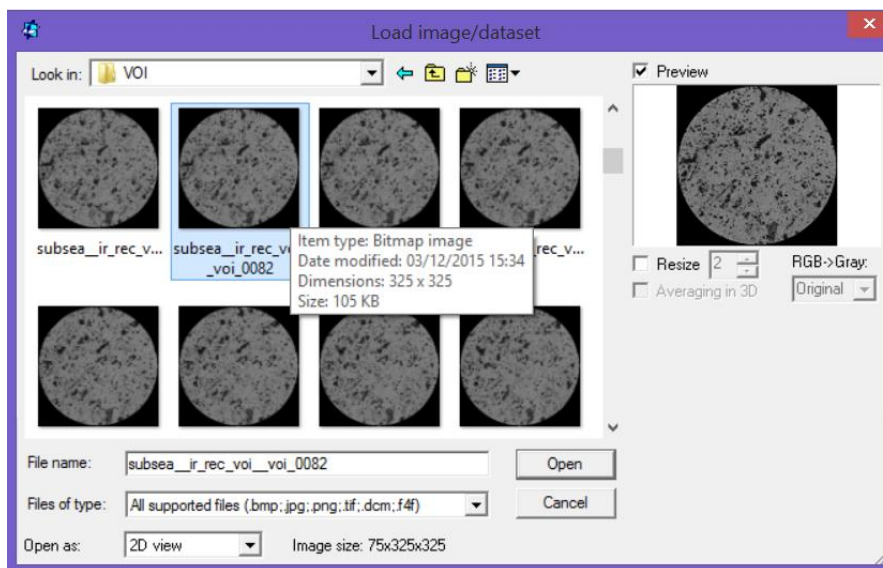 Load image/dataset
Look in: VOI
Preview
subsea__ir_rec_v... subsea__ir_rec_v
_voi_0082
rec_v...
Item type: Bitmap image
Date modified: 03/12/2015 15:34
Dimensions: 325 x 325
Size: 105 KB
Resize 2 RGB->Gray:
Averaging in 3D Original
File name: subsea__ir_rec_voi__voi_0082 Open
Files of type: All supported files (.bmp;.jpg;.png;.tif;.dcm;.f4f) Cancel
Open as: 2D view Image size: 75x325x325